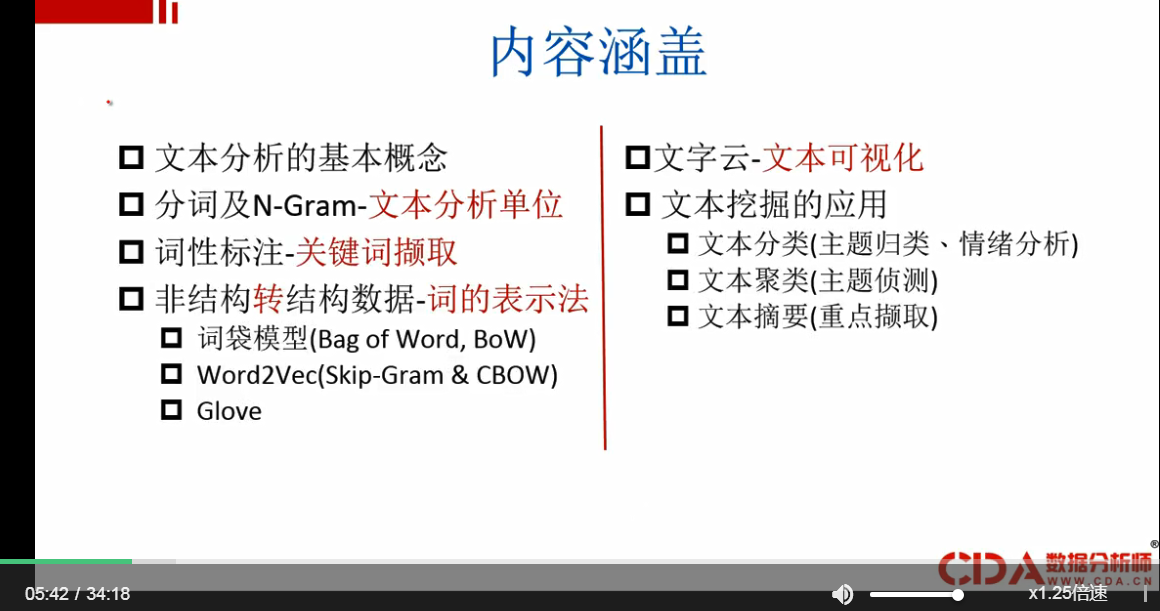 内容涵盖
文本分析的基本概念
分词及N-Gram-文本分析单位
词性标注-关键词撷取
非结构转结构数据-词的表示法
词袋模型(Bag of Word, BoW)
Word2Vec(Skip-Gram & CBOW)
Glove
文字云-文本可视化
文本挖掘的应用
文本分类(主题归类、情绪分析)
文本聚类(主题侦测)
文本摘要(重点撷取)
CDA 数据分析师®
WWW.CDA.CN
05:42 / 34:18
x1.25倍速